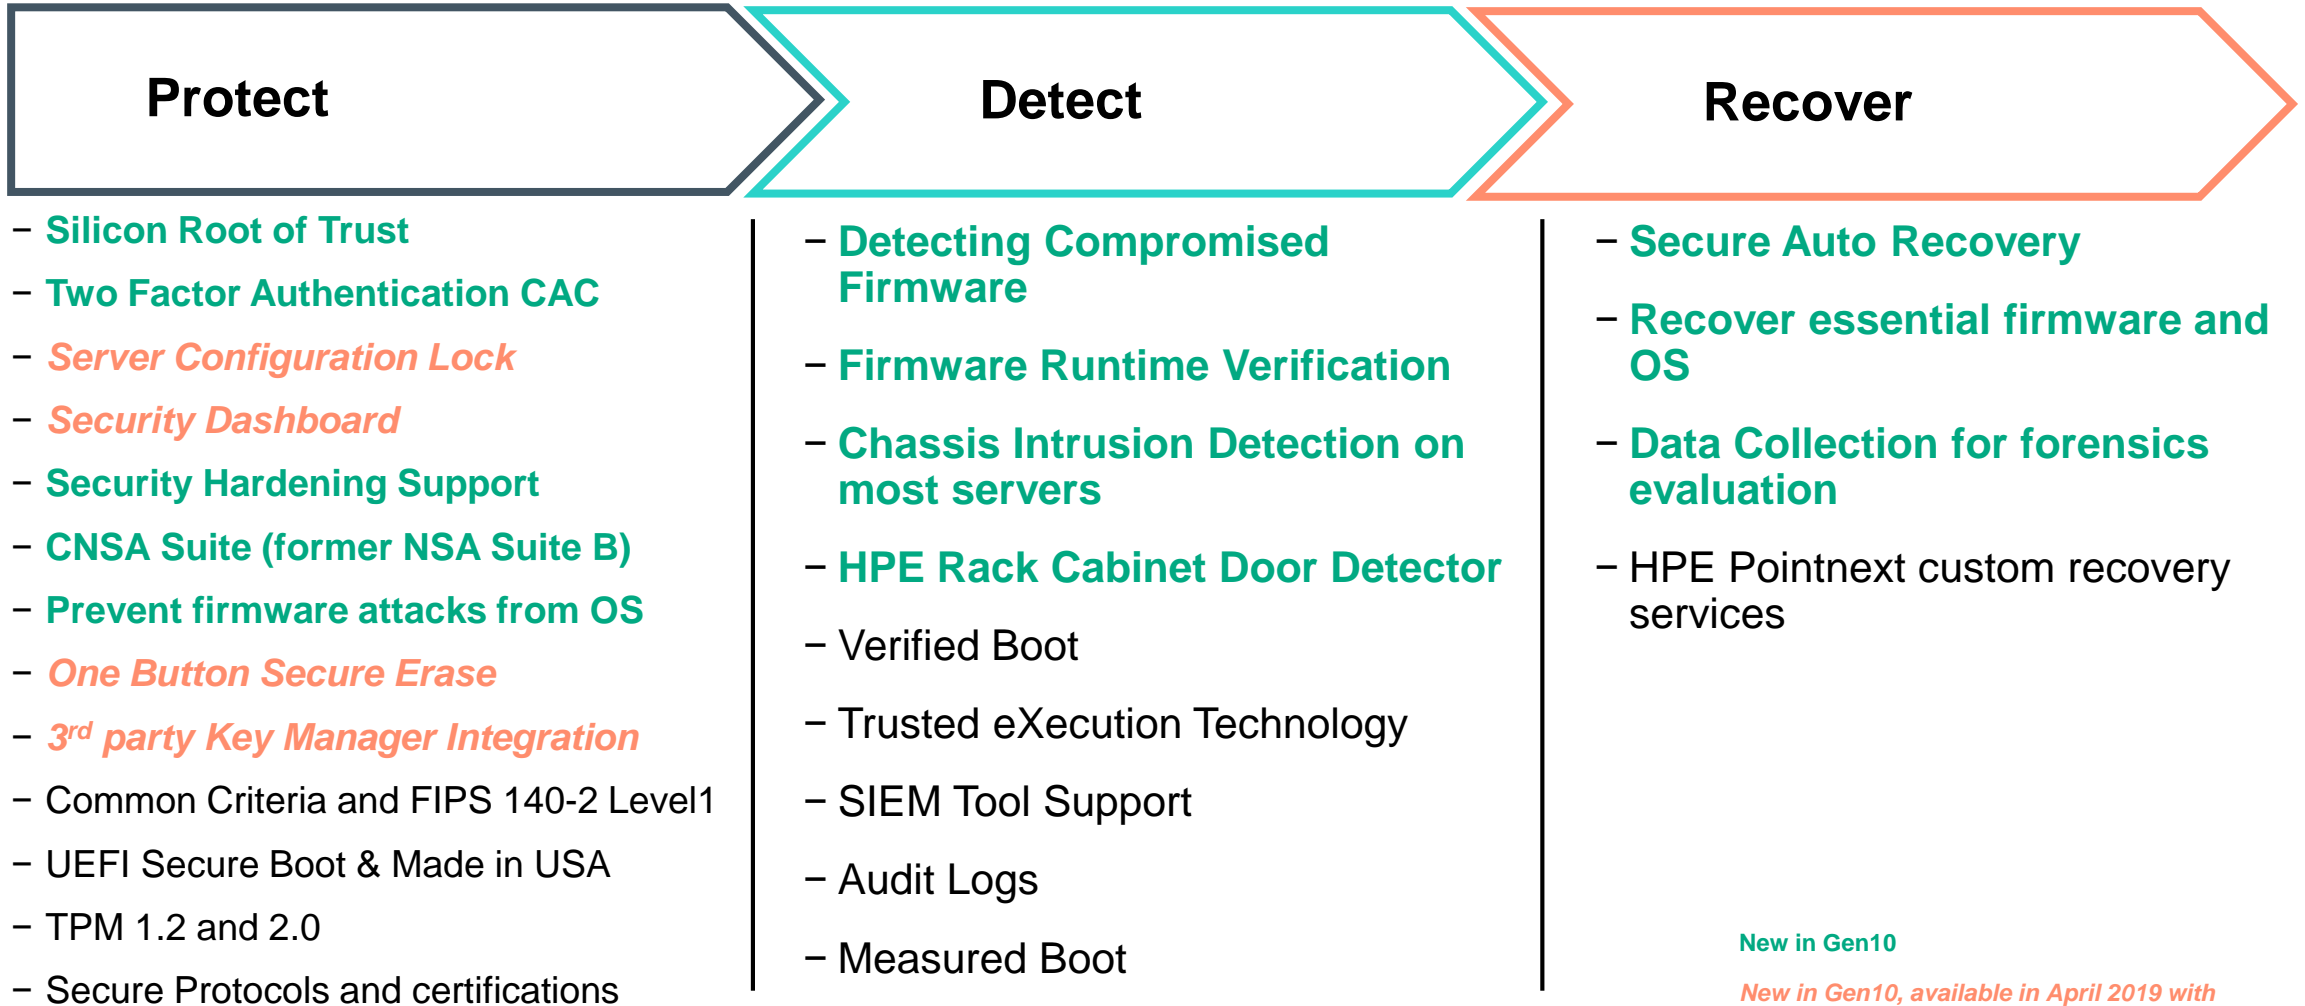 Protect
Detect
Recover
– Silicon Root of Trust
– Two Factor Authentication CAC
– Server Configuration Lock
– Security Dashboard
– Security Hardening Support
– CNSA Suite (former NSA Suite B)
– Prevent firmware attacks from OS
– One Button Secure Erase
– 3rd party Key Manager Integration
– Common Criteria and FIPS 140-2 Level1
– UEFI Secure Boot & Made in USA
– TPM 1.2 and 2.0
– Secure Protocols and certifications
– Detecting Compromised
Firmware
– Firmware Runtime Verification
– Chassis Intrusion Detection on
most servers
– HPE Rack Cabinet Door Detector
– Verified Boot
– Trusted eXecution Technology
– SIEM Tool Support
– Audit Logs
– Measured Boot
– Secure Auto Recovery
– Recover essential firmware and
OS
– Data Collection for forensics
evaluation
– HPE Pointnext custom recovery
services
New in Gen10
New in Gen10, available in April 2019 with